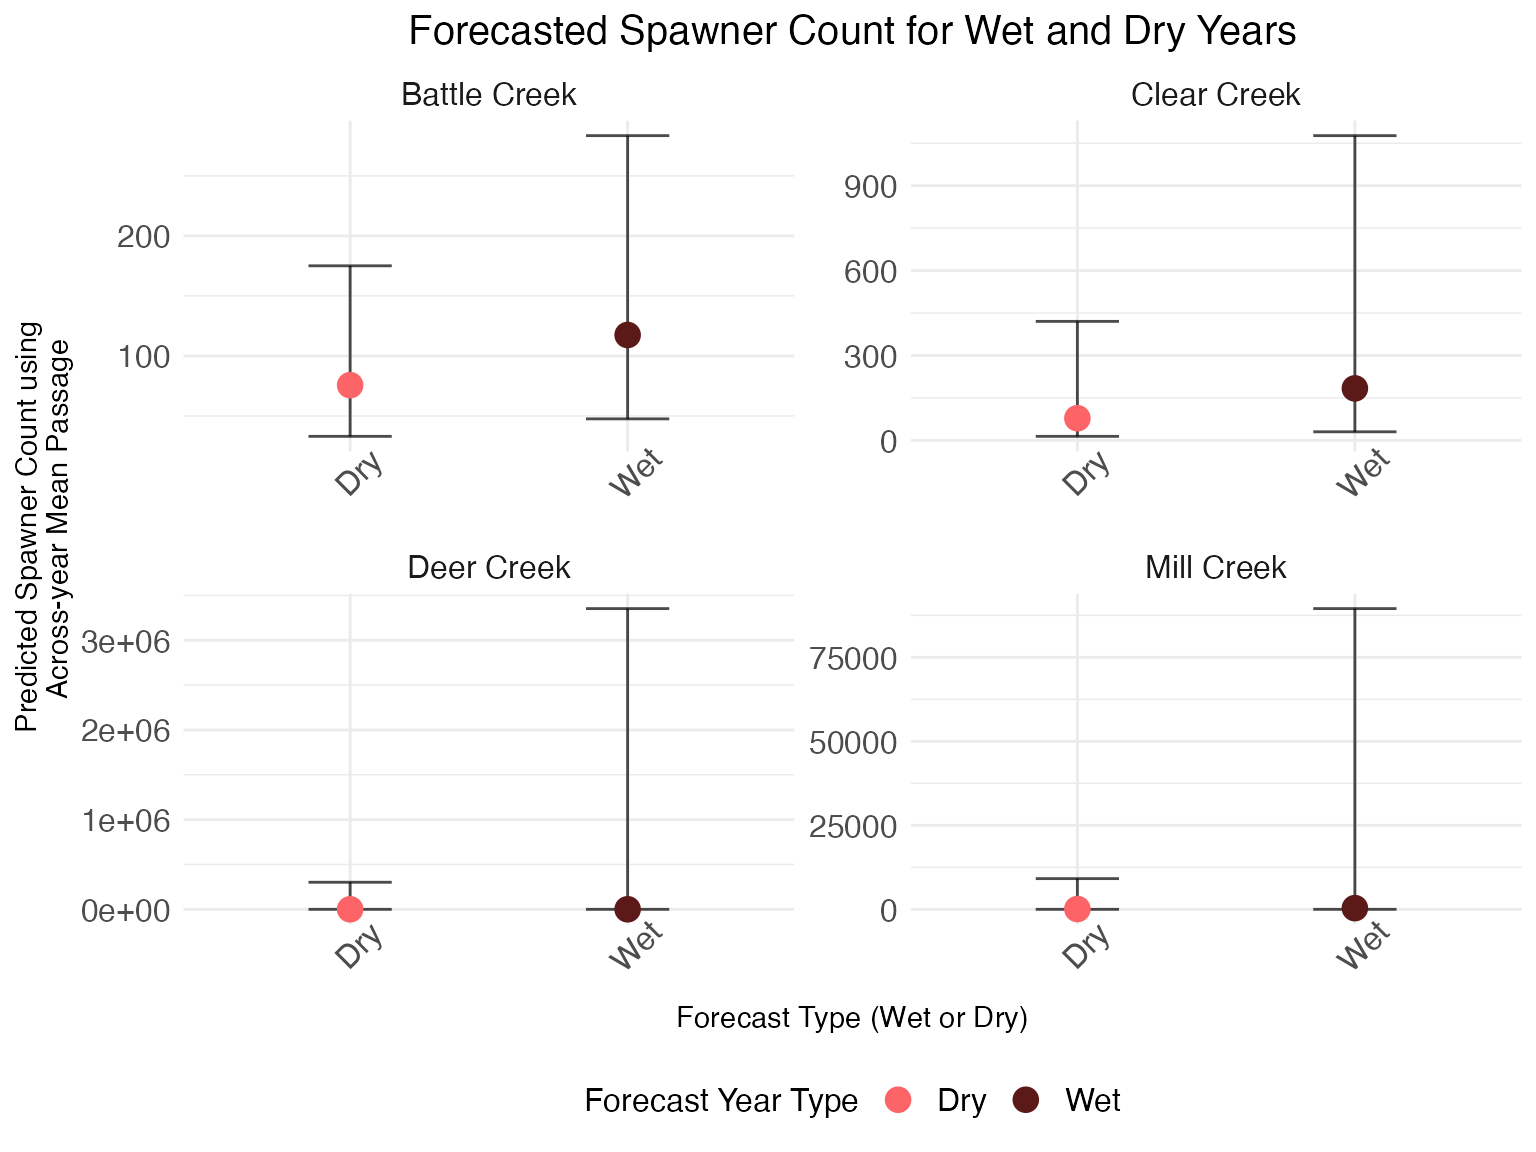 Forecasted Spawner Count for Wet and Dry Years
Battle Creek
200
100
Dry
Wet
Clear Creek
900
600
300
0
Dry
Wet
Predicted Spawner Count using
Across-year Mean Passage
Deer Creek
3e+06
2e+06
1e+06
0e+00
Dry
Wet
Mill Creek
75000
50000
25000
0
Dry
Wet
Forecast Type (Wet or Dry)
Forecast Year Type Dry Wet